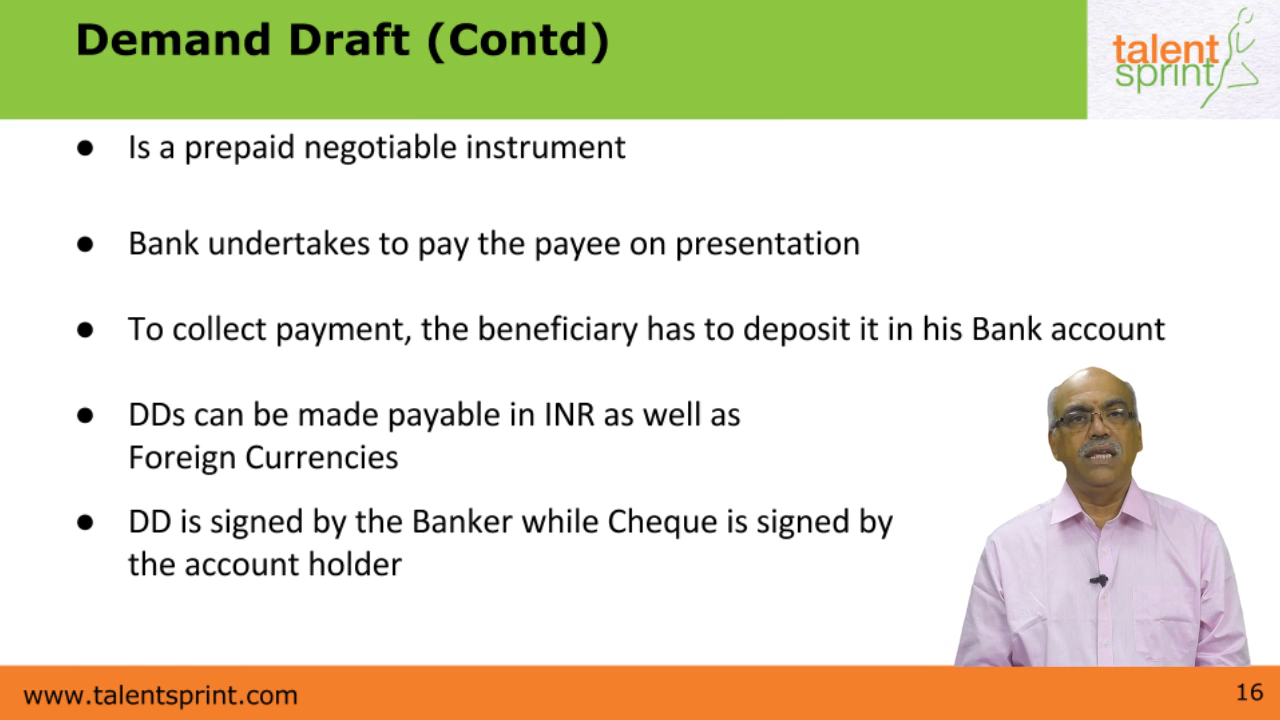 Demand Draft (Contd)
talent
sprint
● Is a prepaid negotiable instrument
● Bank undertakes to pay the payee on presentation
● To collect payment, the beneficiary has to deposit it in his Bank account
● DDs can be made payable in INR as well as
Foreign Currencies
● DD is signed by the Banker while Cheque is signed by
the account holder
www.talentsprint.com
16